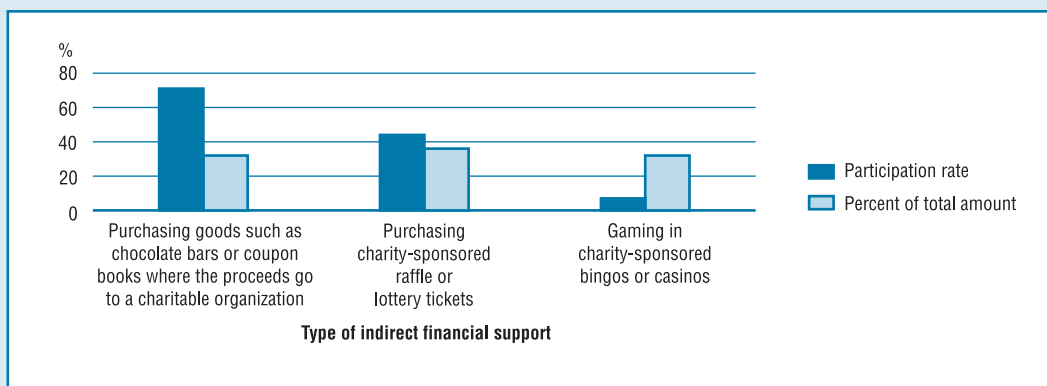 %
80
60
40
20
0
Purchasing goods such as
chocolate bars or coupon
books where the proceeds go
to a charitable organization
Purchasing
charity-sponsored
raffle or
lottery tickets
Gaming in
charity-sponsored
bingos or casinos
Type of indirect financial support
Participation rate
Percent of total amount